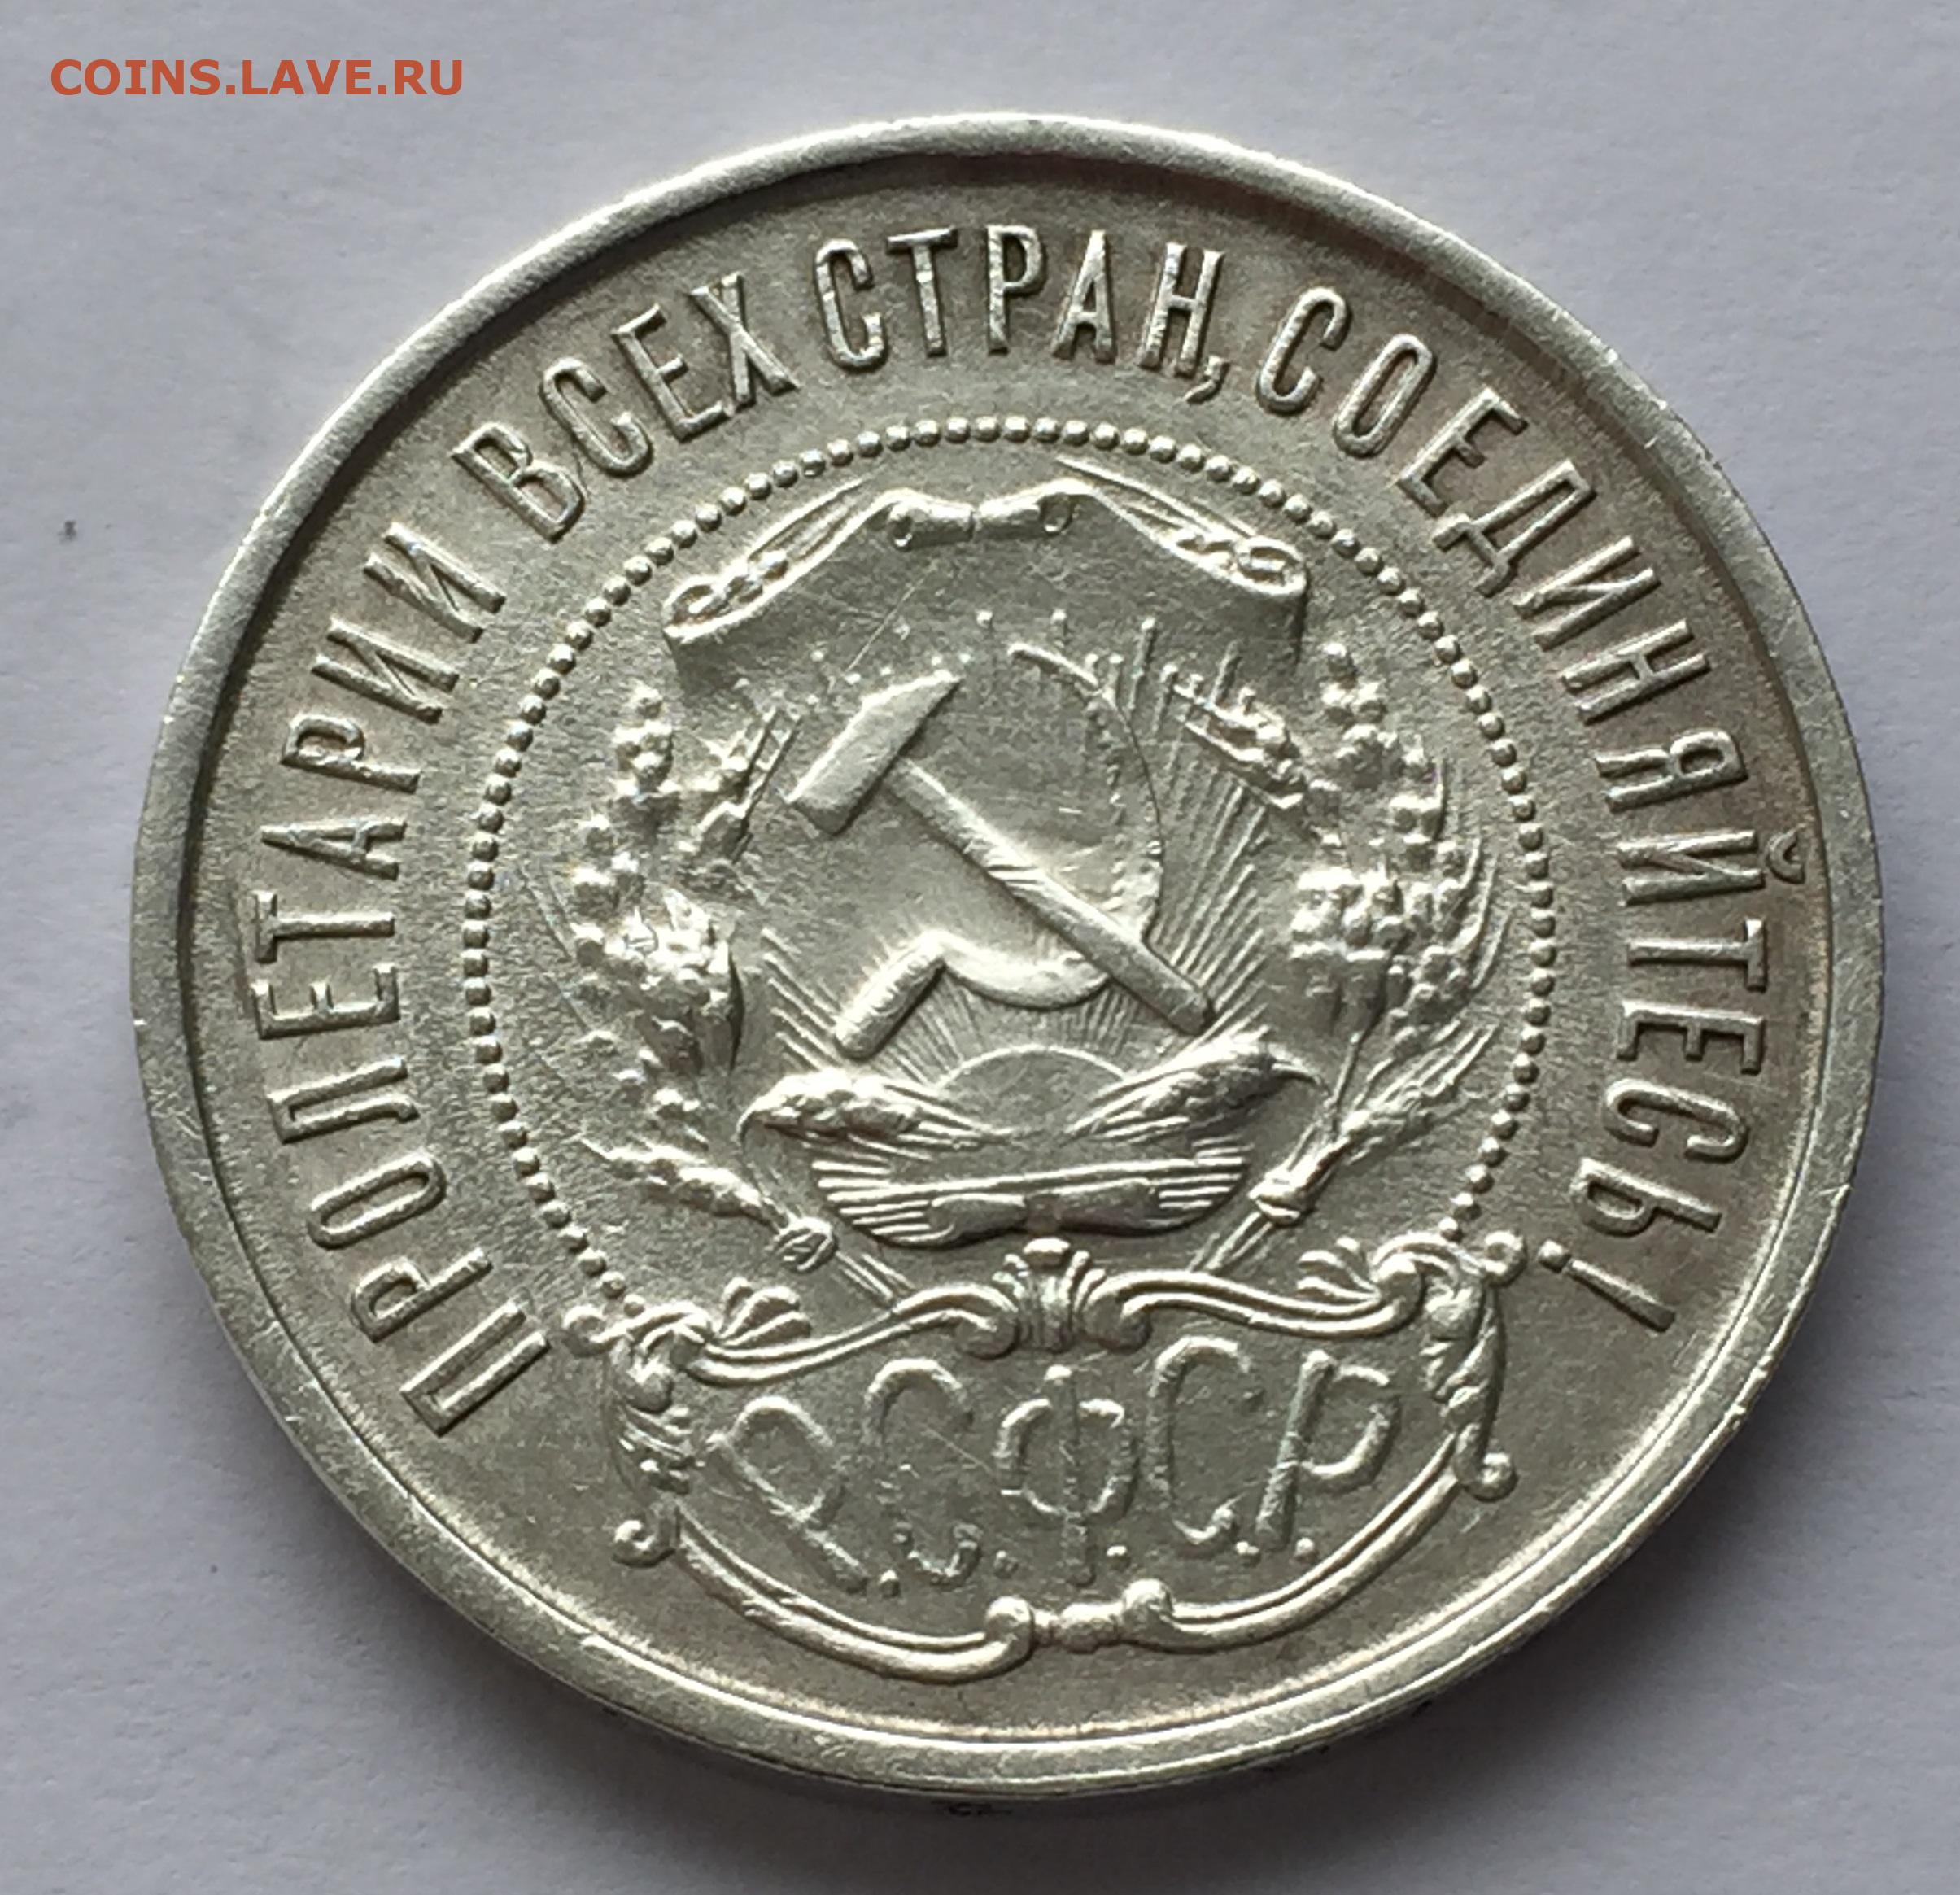 COINS.LAVE.RU
ПРОЛЕТАРИИ ВСЕХ СТРАН, СОЕДИНЯЙТЕСЬ!
Р.С.Ф.С.Р.